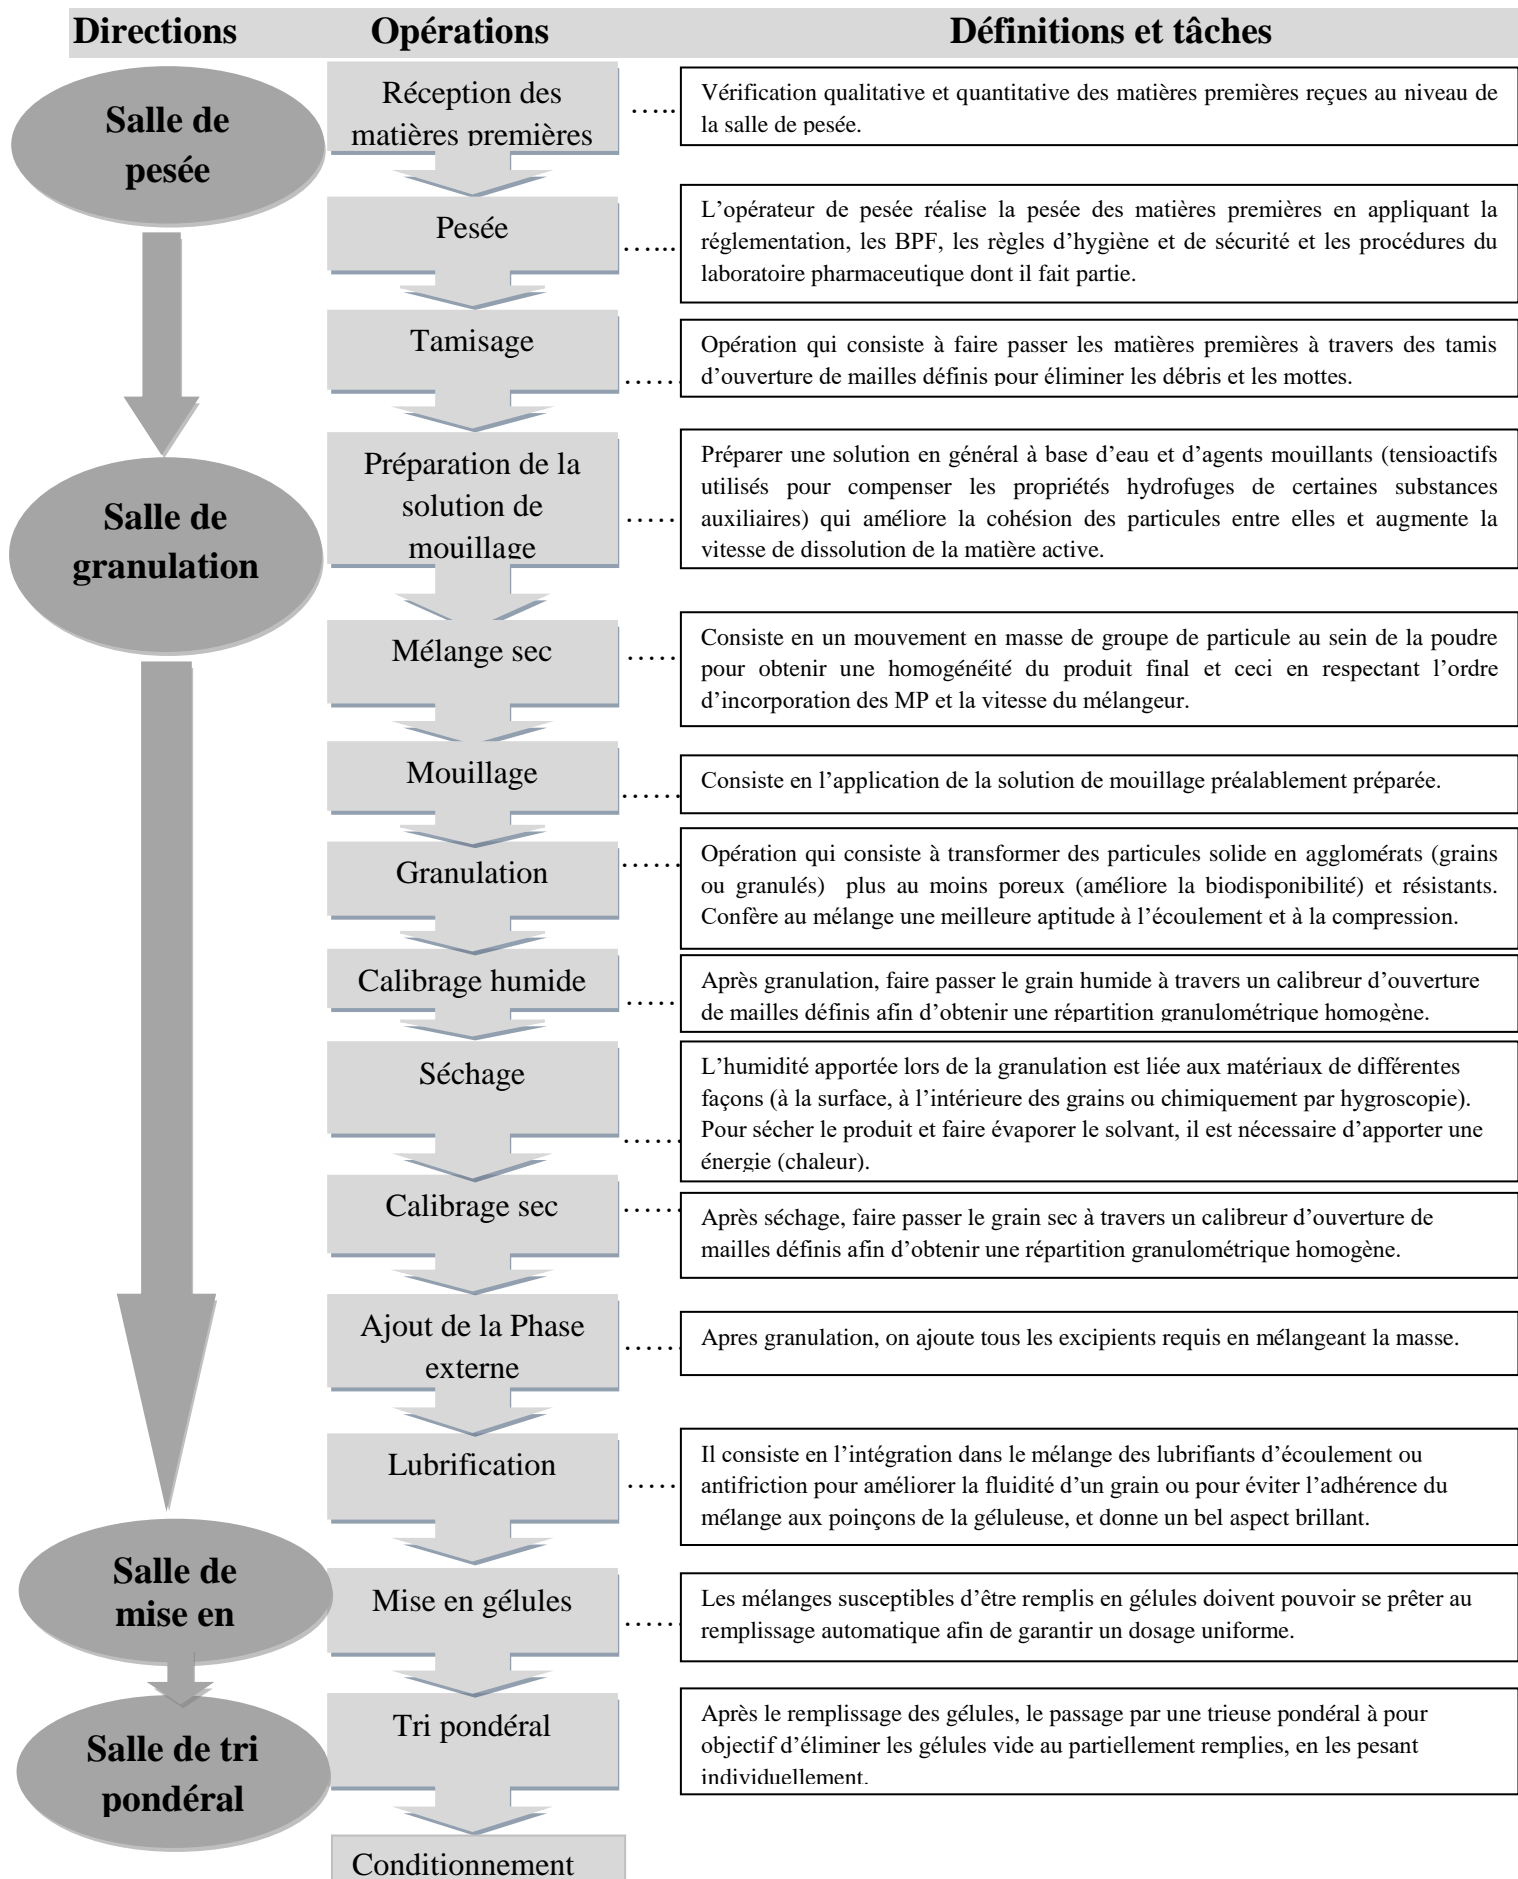 Directions Opérations Définitions et tâches
Salle de
pesée
Réception des
matières premières
…..
Vérification qualitative et quantitative des matières premières reçues au niveau de
la salle de pesée.
Pesée
…...
L’opérateur de pesée réalise la pesée des matières premières en appliquant la
réglementation, les BPF, les règles d’hygiène et de sécurité et les procédures du
laboratoire pharmaceutique dont il fait partie.
Tamisage
……
Opération qui consiste à faire passer les matières premières à travers des tamis
d’ouverture de mailles définis pour éliminer les débris et les mottes.
Salle de
granulation
Préparation de la
solution de
mouillage
…..
Préparer une solution en général à base d’eau et d’agents mouillants (tensioactifs
utilisés pour compenser les propriétés hydrofuges de certaines substances
auxiliaires) qui améliore la cohésion des particules entre elles et augmente la
vitesse de dissolution de la matière active.
Mélange sec
…..
Consiste en un mouvement en masse de groupe de particule au sein de la poudre
pour obtenir une homogénéité du produit final et ceci en respectant l’ordre
d’incorporation des MP et la vitesse du mélangeur.
Mouillage
……
Consiste en l’application de la solution de mouillage préalablement préparée.
Granulation
……
Opération qui consiste à transformer des particules solide en agglomérats (grains
ou granulés) plus au moins poreux (améliore la biodisponibilité) et résistants.
Confère au mélange une meilleure aptitude à l’écoulement et à la compression.
Calibrage humide
…..
Après granulation, faire passer le grain humide à travers un calibreur d’ouverture
de mailles définis afin d’obtenir une répartition granulométrique homogène.
Séchage
……
L’humidité apportée lors de la granulation est liée aux matériaux de différentes
façons (à la surface, à l’intérieure des grains ou chimiquement par hygroscopie).
Pour sécher le produit et faire évaporer le solvant, il est nécessaire d’apporter une
énergie (chaleur).
Calibrage sec
……
Après séchage, faire passer le grain sec à travers un calibreur d’ouverture de
mailles définis afin d’obtenir une répartition granulométrique homogène.
Ajout de la Phase
externe
……
Apres granulation, on ajoute tous les excipients requis en mélangeant la masse.
Lubrification
…..
Il consiste en l’intégration dans le mélange des lubrifiants d’écoulement ou
antifriction pour améliorer la fluidité d’un grain ou pour éviter l’adhérence du
mélange aux poinçons de la géluleuse, et donne un bel aspect brillant.
Salle de
mise en
Mise en gélules
……
Les mélanges susceptibles d’être remplis en gélules doivent pouvoir se prêter au
remplissage automatique afin de garantir un dosage uniforme.
Salle de tri
pondéral
Tri pondéral
Après le remplissage des gélules, le passage par une trieuse pondéral à pour
objectif d’éliminer les gélules vide au partiellement remplies, en les pesant
individuellement.
Conditionnement